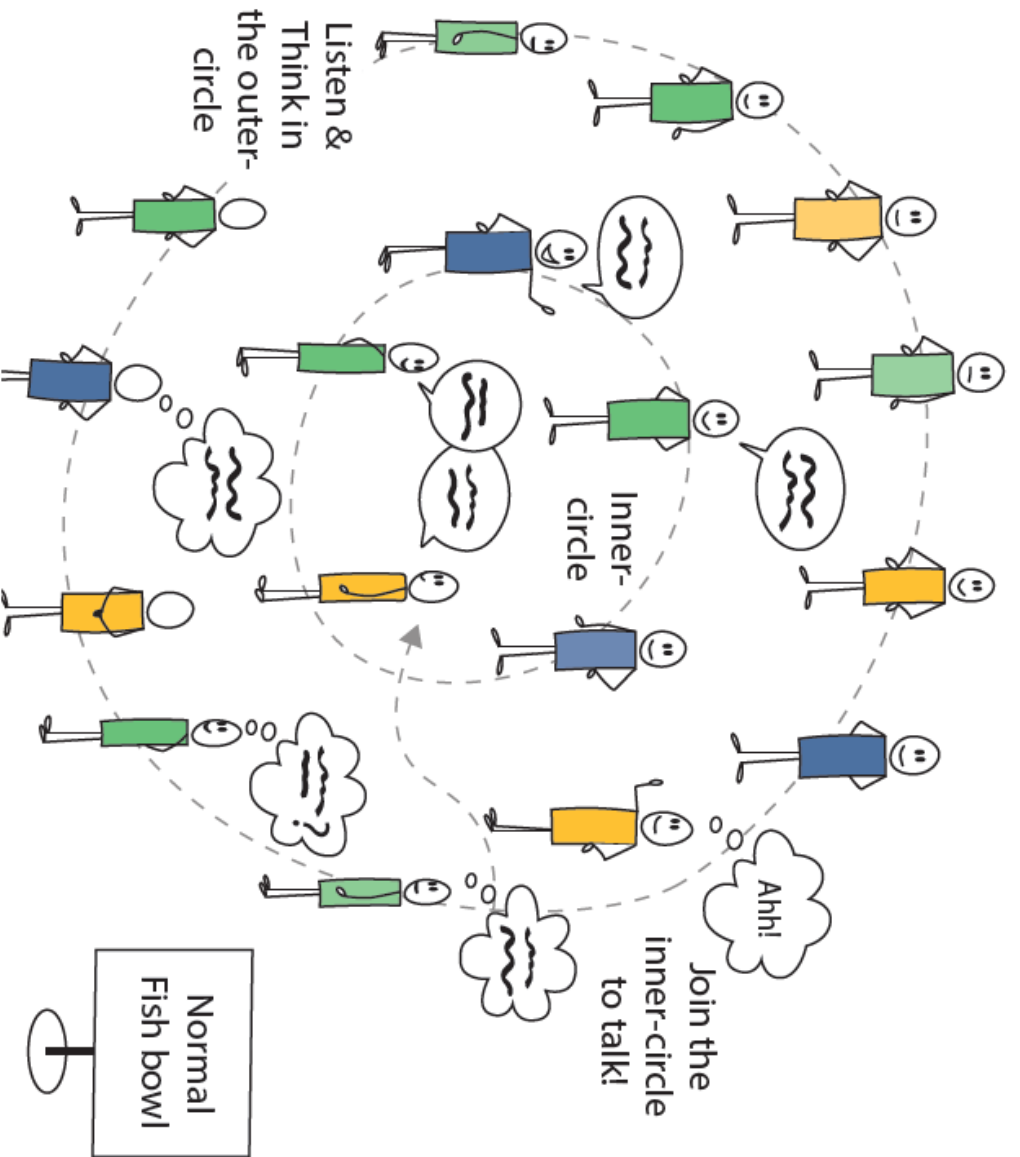 Listen &
Think in
the outer-
circle
Inner-
circle
Ahh!
Join the
inner-circle
to talk!
?
Normal
Fish bowl